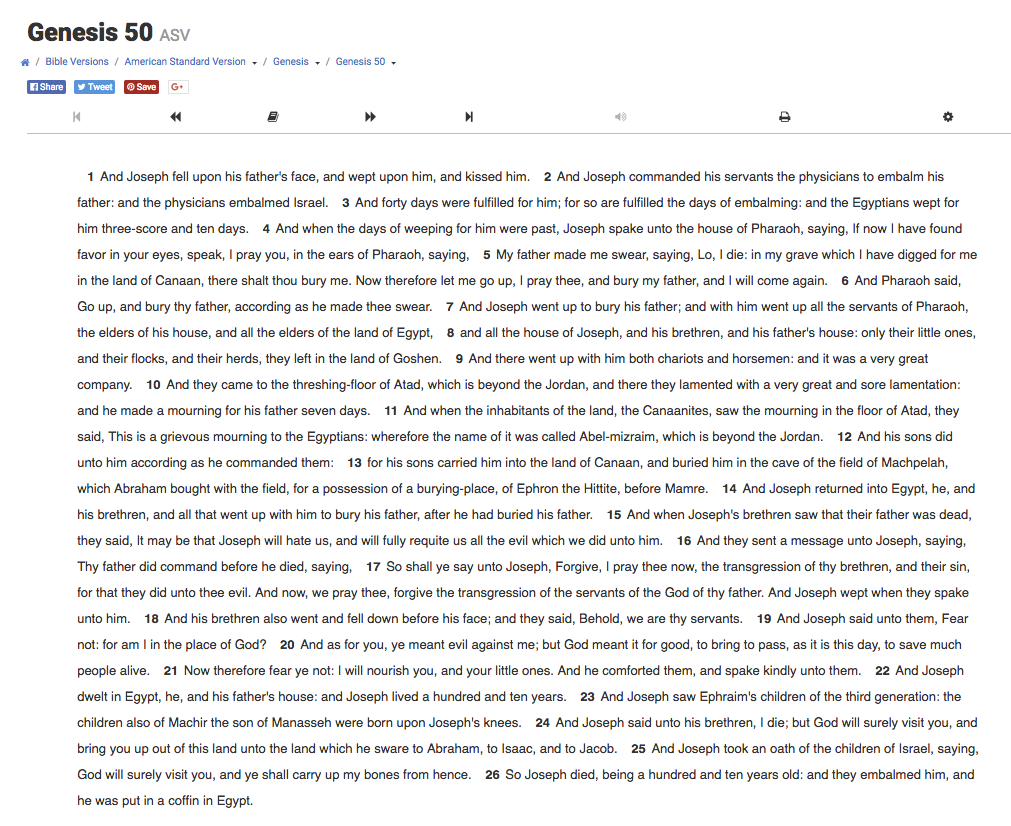 Genesis 50 ASV
/ Bible Versions / American Standard Version / Genesis / Genesis 50
Share Tweet Save G+
1 And Joseph fell upon his father's face, and wept upon him, and kissed him. 2 And Joseph commanded his servants the physicians to embalm his
father: and the physicians embalmed Israel. 3 And forty days were fulfilled for him; for so are fulfilled the days of embalming: and the Egyptians wept for
him three-score and ten days. 4 And when the days of weeping for him were past, Joseph spake unto the house of Pharaoh, saying, If now I have found
favor in your eyes, speak, I pray you, in the ears of Pharaoh, saying, 5 My father made me swear, saying, Lo, I die: in my grave which I have digged for me
in the land of Canaan, there shalt thou bury me. Now therefore let me go up, I pray thee, and bury my father, and I will come again. 6 And Pharaoh said,
Go up, and bury thy father, according as he made thee swear. 7 And Joseph went up to bury his father; and with him went up all the servants of Pharaoh,
the elders of his house, and all the elders of the land of Egypt, 8 and all the house of Joseph, and his brethren, and his father's house: only their little ones,
and their flocks, and their herds, they left in the land of Goshen. 9 And there went up with him both chariots and horsemen: and it was a very great
company. 10 And they came to the threshing-floor of Atad, which is beyond the Jordan, and there they lamented with a very great and sore lamentation:
and he made a mourning for his father seven days. 11 And when the inhabitants of the land, the Canaanites, saw the mourning in the floor of Atad, they
said, This is a grievous mourning to the Egyptians: wherefore the name of it was called Abel-mizraim, which is beyond the Jordan. 12 And his sons did
unto him according as he commanded them: 13 for his sons carried him into the land of Canaan, and buried him in the cave of the field of Machpelah,
which Abraham bought with the field, for a possession of a burying-place, of Ephron the Hittite, before Mamre. 14 And Joseph returned into Egypt, he, and
his brethren, and all that went up with him to bury his father, after he had buried his father. 15 And when Joseph's brethren saw that their father was dead,
they said, It may be that Joseph will hate us, and will fully requite us all the evil which we did unto him. 16 And they sent a message unto Joseph, saying,
Thy father did command before he died, saying, 17 So shall ye say unto Joseph, Forgive, I pray thee now, the transgression of thy brethren, and their sin,
for that they did unto thee evil. And now, we pray thee, forgive the transgression of the servants of the God of thy father. And Joseph wept when they spake
unto him. 18 And his brethren also went and fell down before his face; and they said, Behold, we are thy servants. 19 And Joseph said unto them, Fear
not: for am I in the place of God? 20 And as for you, ye meant evil against me; but God meant it for good, to bring to pass, as it is this day, to save much
people alive. 21 Now therefore fear ye not: I will nourish you, and your little ones. And he comforted them, and spake kindly unto them. 22 And Joseph
dwelt in Egypt, he, and his father's house: and Joseph lived a hundred and ten years. 23 And Joseph saw Ephraim's children of the third generation: the
children also of Machir the son of Manasseh were born upon Joseph's knees. 24 And Joseph said unto his brethren, I die; but God will surely visit you, and
bring you up out of this land unto the land which he sware to Abraham, to Isaac, and to Jacob. 25 And Joseph took an oath of the children of Israel, saying,
God will surely visit you, and ye shall carry up my bones from hence. 26 So Joseph died, being a hundred and ten years old: and they embalmed him, and
he was put in a coffin in Egypt.